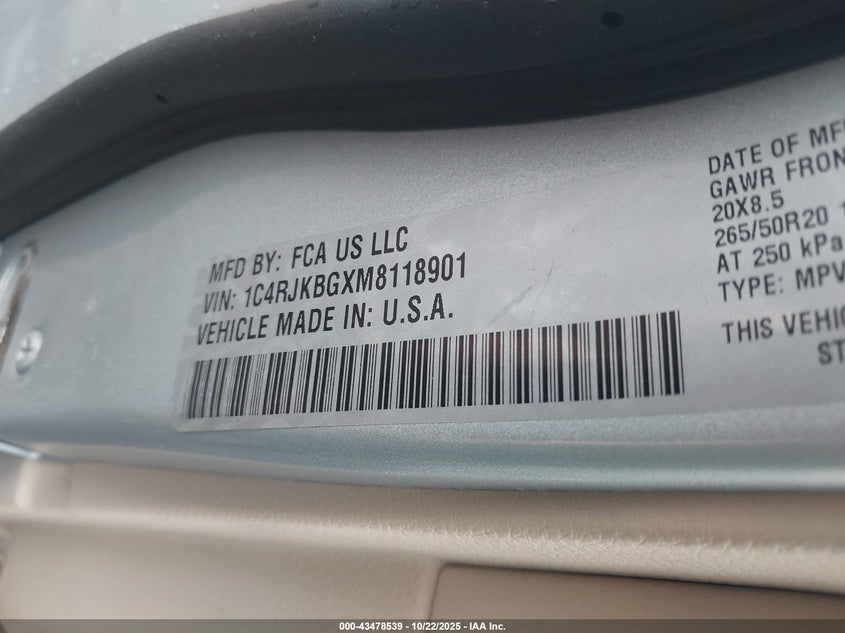 MFD BY: FCA US LLC
VIN: 1C4RJKBGXM8118901
VEHICLE MADE IN: U.S.A.
DATE OF MF
GAWR FRON
20X8.5
265/50R20 1
AT 250 kPa
TYPE: MPV
THIS VEHIC
ST
000-43478539 - 10/22/2025 - IAA Inc.